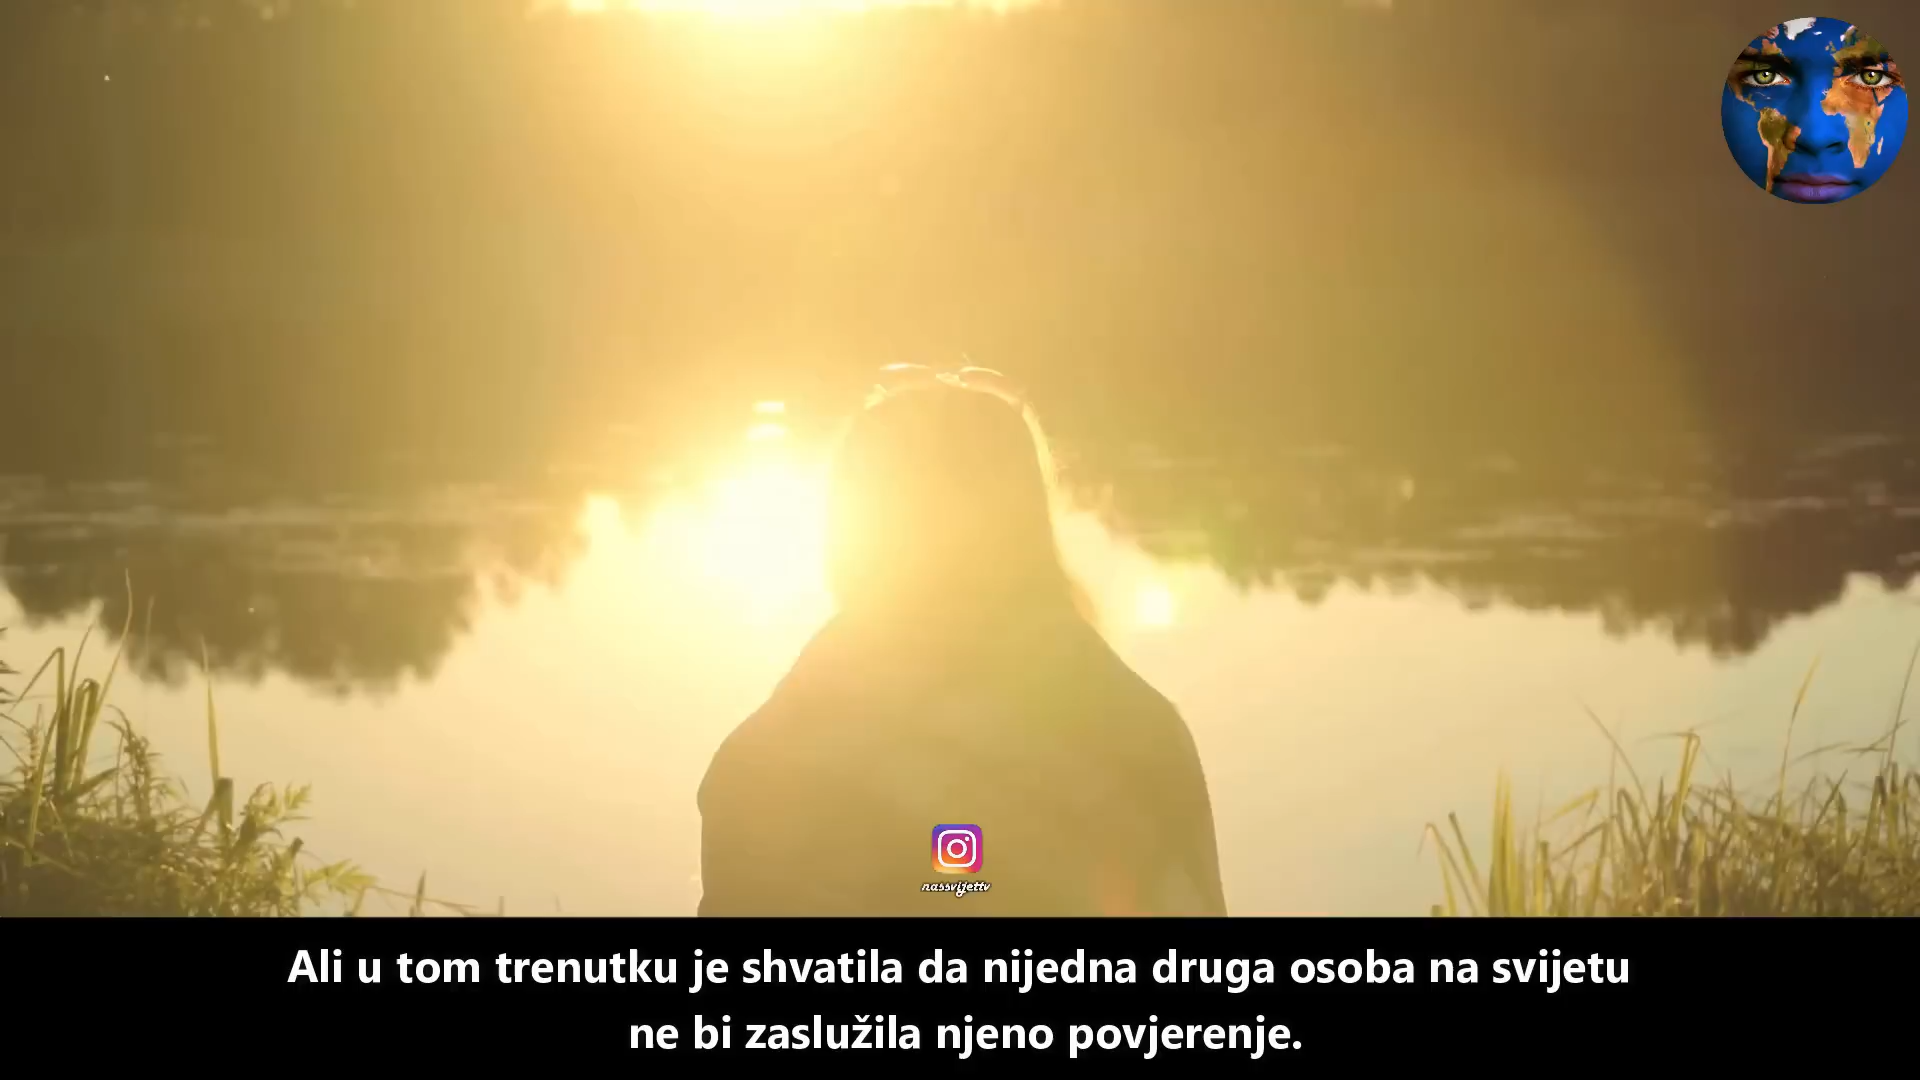 nassvijettv
Ali u tom trenutku je shvatila da nijedna druga osoba na svijetu
ne bi zaslužila njeno povjerenje.